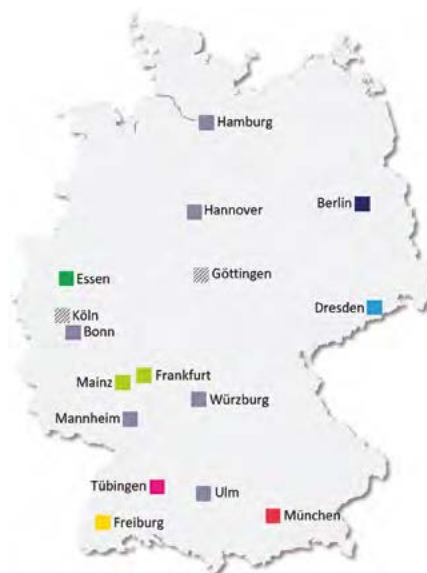 Hamburg
Hannover
Berlin
Göttingen
Essen
Dresden
Köln
Bonn
Frankfurt
Mainz
Würzburg
Mannheim
Tübingen
Ulm
München
Freiburg